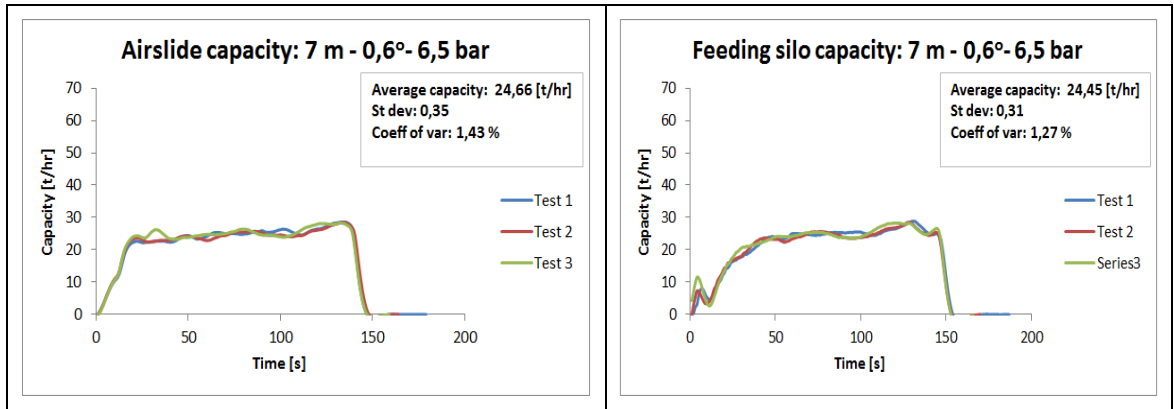 Airslide capacity: 7 m - 0,6°- 6,5 bar
Average capacity: 24,66 [t/hr]
St dev: 0,35
Coeff of var: 1,43 %
Capacity [t/hr]
70
60
50
40
30
20
10
0
0 50 100 150 200
Time [s]
Test 1
Test 2
Test 3
Feeding silo capacity: 7 m - 0,6°- 6,5 bar
Average capacity: 24,45 [t/hr]
St dev: 0,31
Coeff of var: 1,27 %
Capacity [t/hr]
70
60
50
40
30
20
10
0
0 50 100 150 200
Time [s]
Test 1
Test 2
Series3